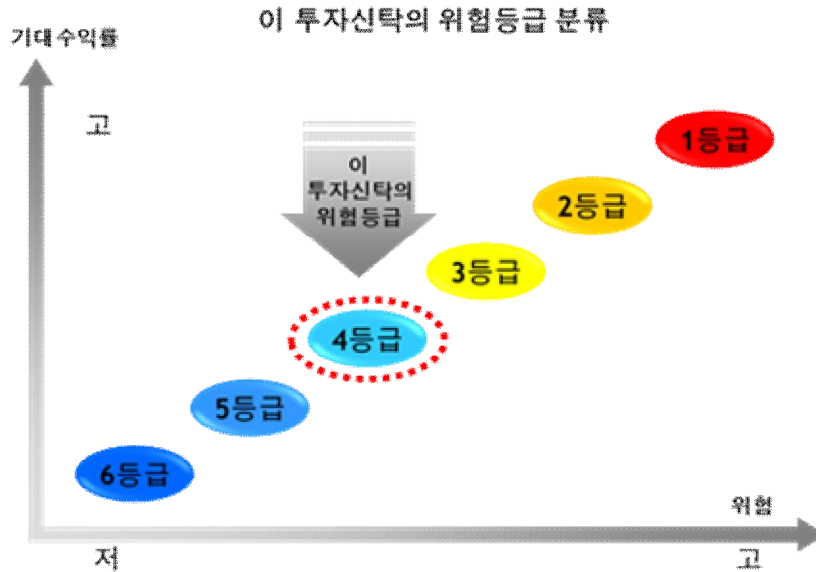 이 투자신탁의 위험등급 분류
기대 수익률
고
1등급
이
투자신탁의
위험등급
2등급
3등급
4등급
5등급
6등급
위험
저
고